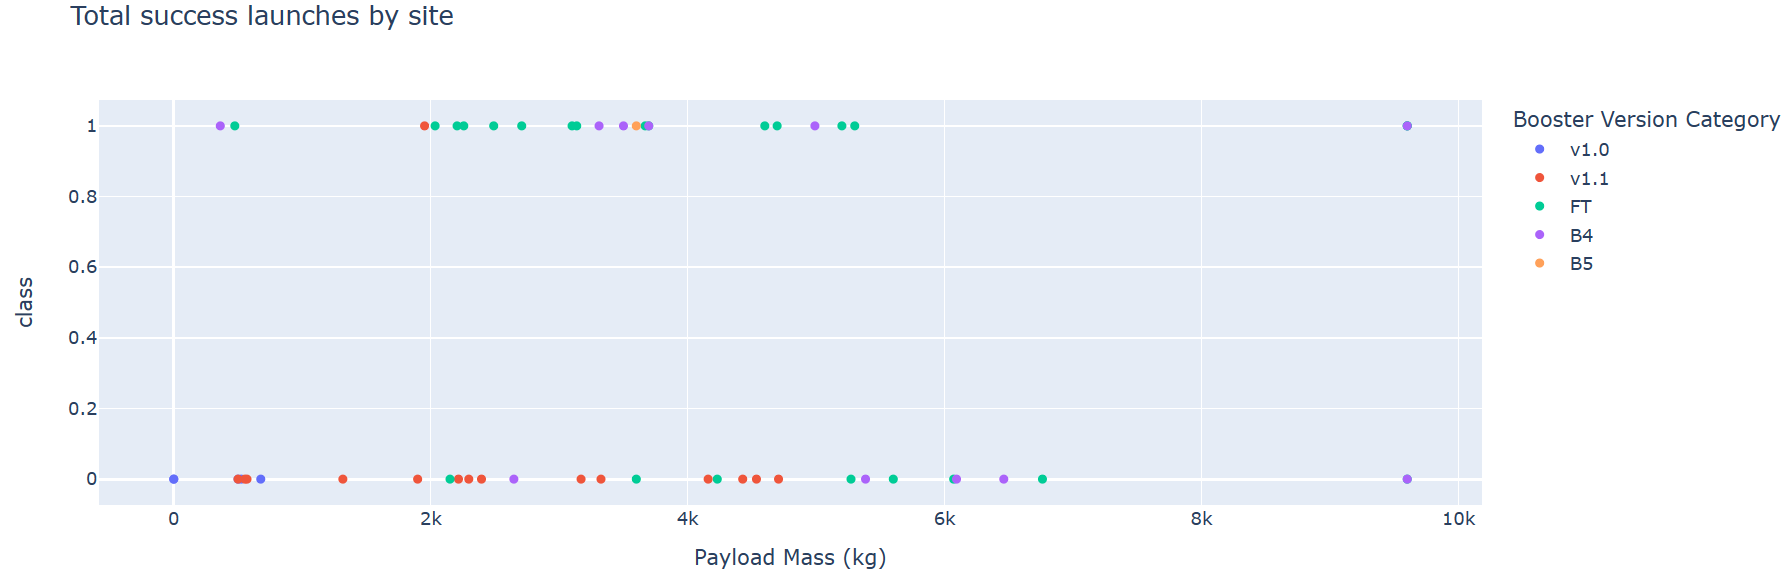 Total success launches by site
Booster Version Category
v1.0
v1.1
FT
B4
B5
class
1
0.8
0.6
0.4
0.2
0
0 2k 4k 6k 8k 10k
Payload Mass (kg)